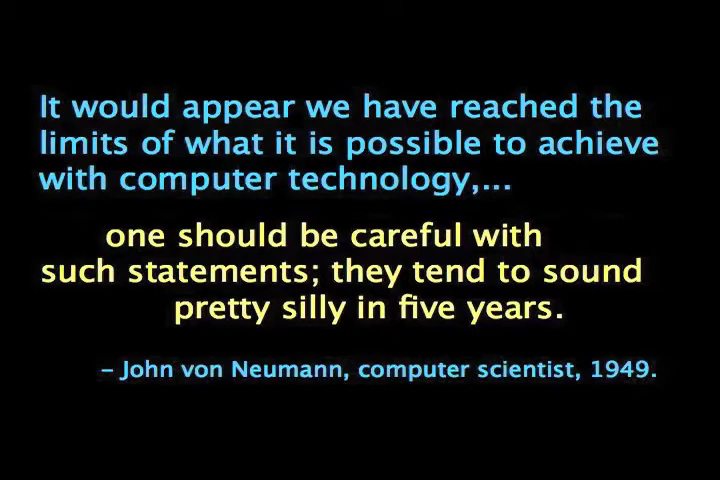 It would appear we have reached the
limits of what it is possible to achieve
with computer technology,...
one should be careful with
such statements; they tend to sound
pretty silly in five years.
– John von Neumann, computer scientist, 1949.